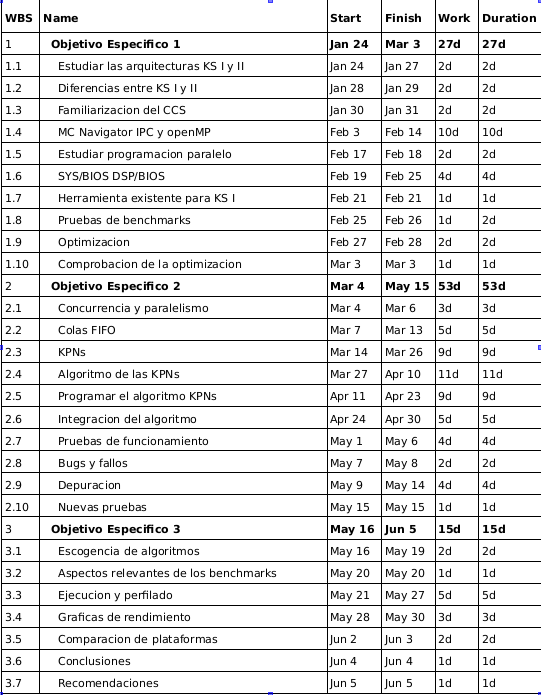 WBS Name Start Finish Work Duration
1 Objetivo Especifico 1 Jan 24 Mar 3 27d 27d
1.1 Estudiar las arquitecturas KS I y II Jan 24 Jan 27 2d 2d
1.2 Diferencias entre KS I y II Jan 28 Jan 29 2d 2d
1.3 Familiarizacion del CCS Jan 30 Jan 31 2d 2d
1.4 MC Navigator IPC y openMP Feb 3 Feb 14 10d 10d
1.5 Estudiar programacion paralelo Feb 17 Feb 18 2d 2d
1.6 SYS/BIOS DSP/BIOS Feb 19 Feb 25 4d 4d
1.7 Herramienta existente para KS I Feb 21 Feb 21 1d 1d
1.8 Pruebas de benchmarks Feb 25 Feb 26 1d 2d
1.9 Optimizacion Feb 27 Feb 28 2d 2d
1.10 Comprobacion de la optimizacion Mar 3 Mar 3 1d 1d
2 Objetivo Especifico 2 Mar 4 May 15 53d 53d
2.1 Concurrencia y paralelismo Mar 4 Mar 6 3d 3d
2.2 Colas FIFO Mar 7 Mar 13 5d 5d
2.3 KPNs Mar 14 Mar 26 9d 9d
2.4 Algoritmo de las KPNs Mar 27 Apr 10 11d 11d
2.5 Programar el algoritmo KPNs Apr 11 Apr 23 9d 9d
2.6 Integracion del algoritmo Apr 24 Apr 30 5d 5d
2.7 Pruebas de funcionamiento May 1 May 6 4d 4d
2.8 Bugs y fallos May 7 May 8 2d 2d
2.9 Depuracion May 9 May 14 4d 4d
2.10 Nuevas pruebas May 15 May 15 1d 1d
3 Objetivo Especifico 3 May 16 Jun 5 15d 15d
3.1 Escogencia de algoritmos May 16 May 19 2d 2d
3.2 Aspectos relevantes de los benchmarks May 20 May 20 1d 1d
3.3 Ejecucion y perfilado May 21 May 27 5d 5d
3.4 Graficas de rendimiento May 28 May 30 3d 3d
3.5 Comparacion de plataformas Jun 2 Jun 3 2d 2d
3.6 Conclusiones Jun 4 Jun 4 1d 1d
3.7 Recomendaciones Jun 5 Jun 5 1d 1d